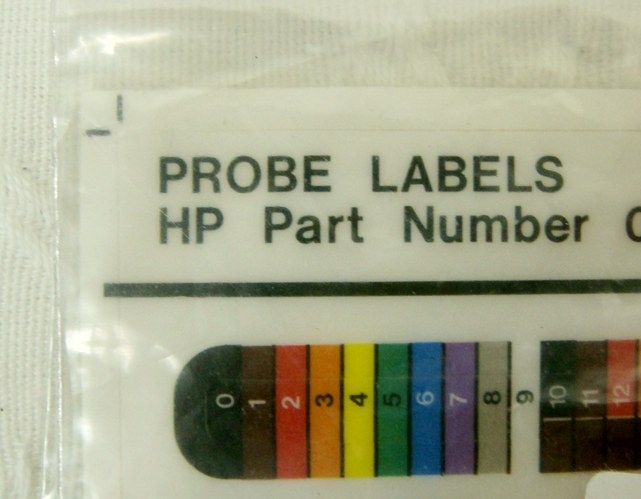 PROBE LABELS
HP Part Number
0 1 2 3 4 5 6 7 8 9 10 11 12